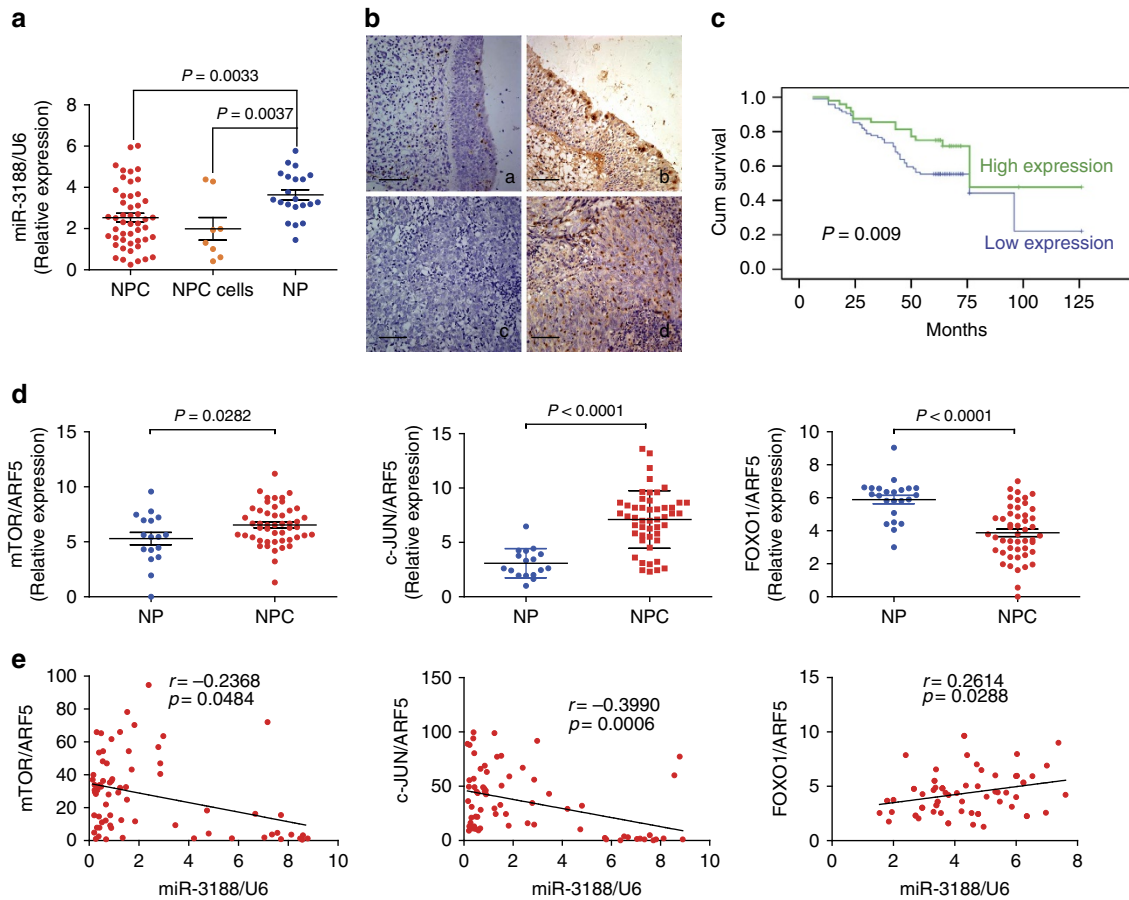 a
miR-3188/U6
(Relative expression)
8
6
4
2
0
P = 0.0033
P = 0.0037
NPC
NPC cells
NP
b
a
b
c
d
c
Cum survival
1.0
0.8
0.6
0.4
0.2
0.0
High expression
Low expression
P = 0.009
0
25
50
75
100
125
Months
d
mTOR/ARF5
(Relative expression)
15
10
5
0
P = 0.0282
NP
NPC
c-JUN/ARF5
(Relative expression)
15
10
5
0
P < 0.0001
NP
NPC
FOXO1/ARF5
(Relative expression)
10
8
6
4
2
0
P < 0.0001
NP
NPC
e
mTOR/ARF5
100
80
60
40
20
0
r = –0.2368
p = 0.0484
0
2
4
6
8
10
miR-3188/U6
c-JUN/ARF5
150
100
50
0
r = –0.3990
p = 0.0006
0
2
4
6
8
10
miR-3188/U6
FOXO1/ARF5
15
10
5
0
r = 0.2614
p = 0.0288
0
2
4
6
8
miR-3188/U6